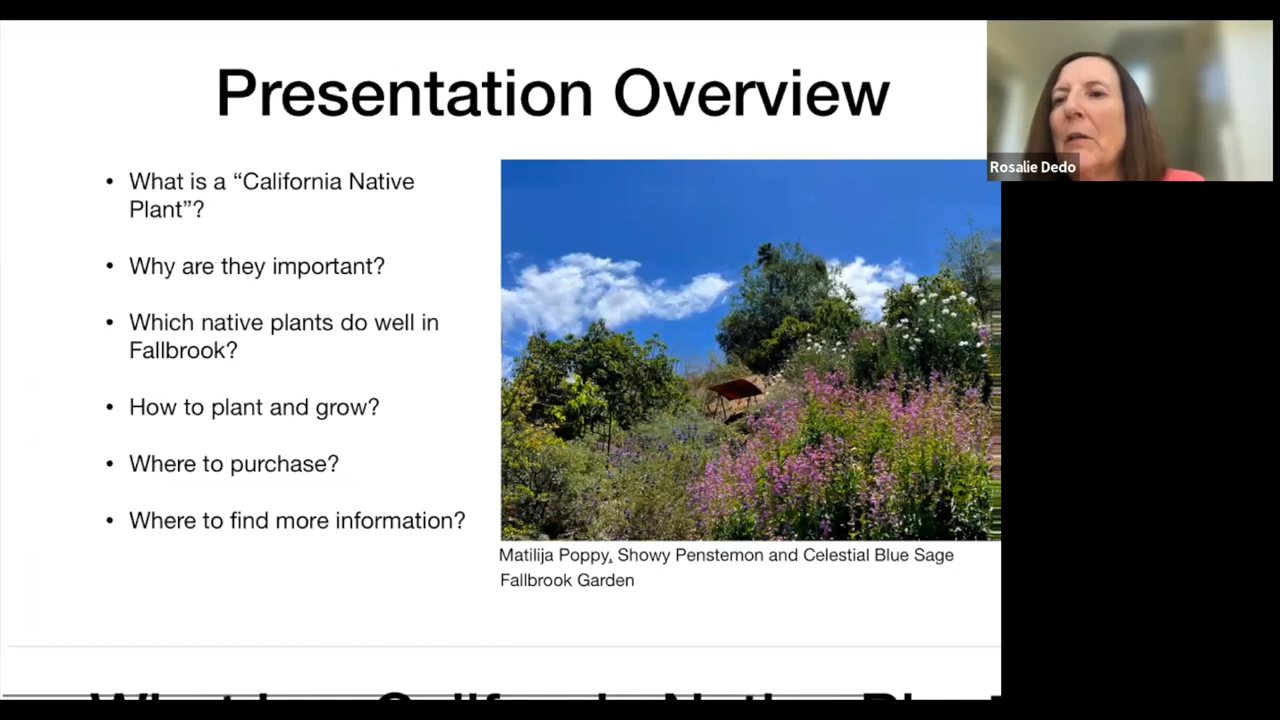 Presentation Overview
Rosalie Dedo
• What is a “California Native
Plant”?
• Why are they important?
• Which native plants do well in
Fallbrook?
• How to plant and grow?
• Where to purchase?
• Where to find more information?
Matilija Poppy, Showy Penstemon and Celestial Blue Sage
Fallbrook Garden